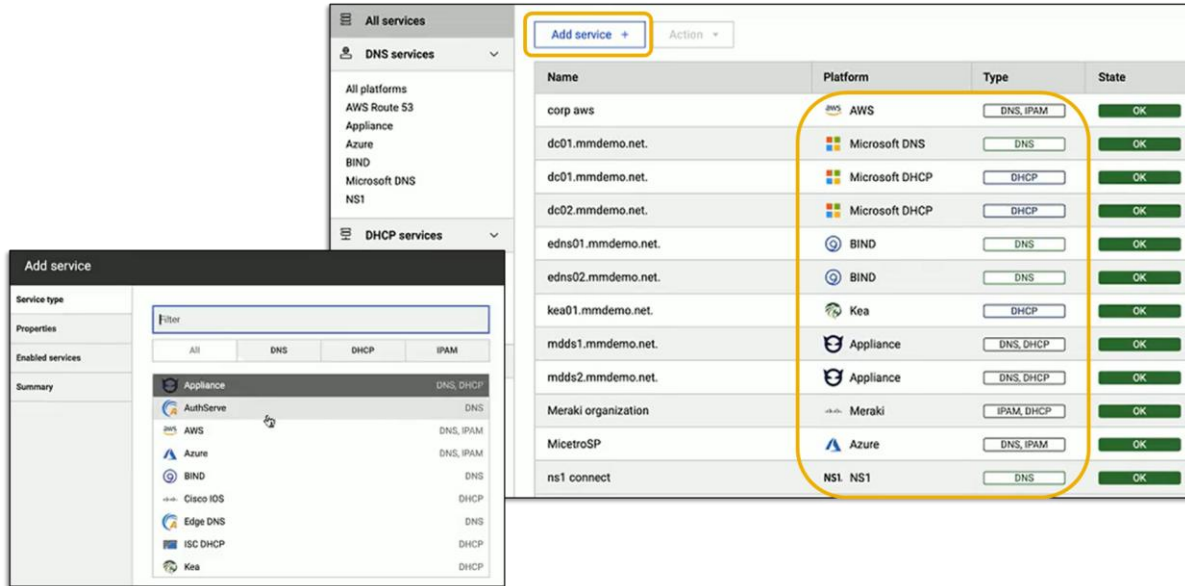 All services
DNS services
All platforms
AWS Route 53
Appliance
Azure
BIND
Microsoft DNS
NS1
DHCP services
Add service +
Action
Name Platform Type State
corp aws aws AWS DNS, IPAM OK
dc01.mmdemo.net. Microsoft DNS DNS OK
dc01.mmdemo.net. Microsoft DHCP DHCP OK
dc02.mmdemo.net. Microsoft DHCP DHCP OK
edns01.mmdemo.net. BIND DNS OK
edns02.mmdemo.net. BIND DNS OK
kea01.mmdemo.net. Kea DHCP OK
mdds1.mmdemo.net. Appliance DNS, DHCP OK
mdds2.mmdemo.net. Appliance DNS, DHCP OK
Meraki organization Meraki IPAM, DHCP OK
MicetroSP Azure DNS, IPAM OK
ns1 connect NS1. NS1 DNS OK
Add service
Service type
Properties
Enabled services
Summary
Filter
All DNS DHCP IPAM
Appliance DNS, DHCP
AuthServe DNS
aws AWS DNS, IPAM
Azure DNS, IPAM
BIND DNS
Cisco IOS DHCP
Edge DNS DNS
ISC DHCP DHCP
Kea DHCP